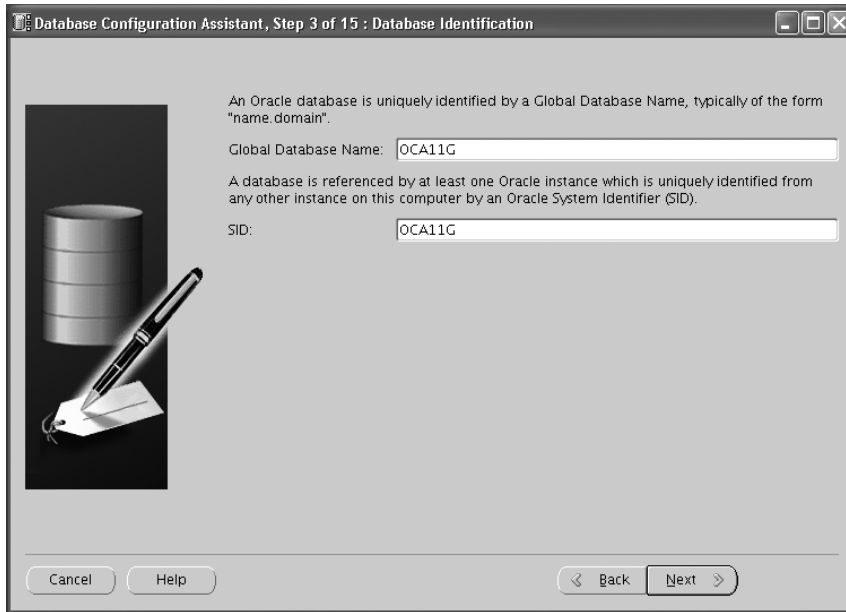 Database Configuration Assistant, Step 3 of 15 : Database Identification
An Oracle database is uniquely identified by a Global Database Name, typically of the form
"name.domain".
Global Database Name: OCA11G
A database is referenced by at least one Oracle instance which is uniquely identified from
any other instance on this computer by an Oracle System Identifier (SID).
SID: OCA11G
Cancel Help Back Next